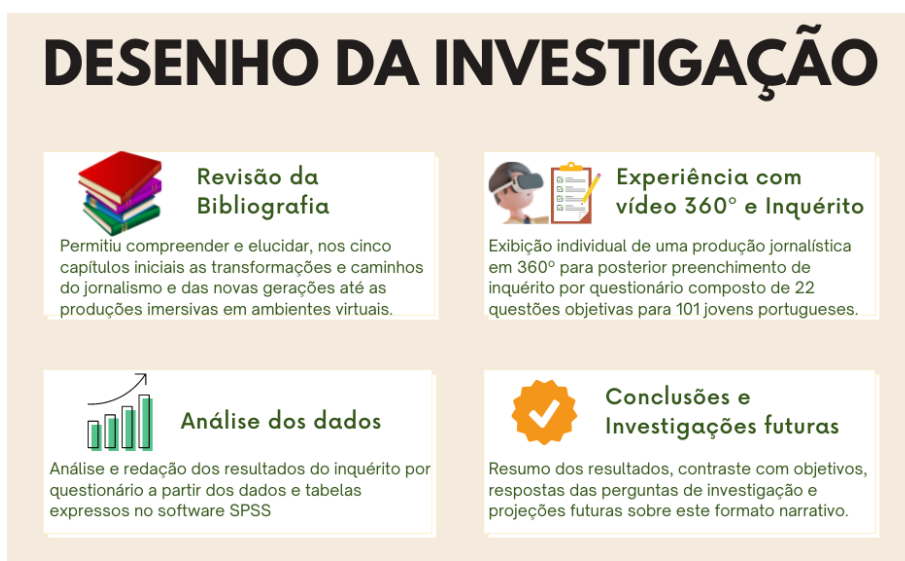 DESENHO DA INVESTIGAÇÃO
Revisão da
Bibliografia
Permitiu compreender e elucidar, nos cinco
capítulos iniciais as transformações e caminhos
do jornalismo e das novas gerações até as
produções imersivas em ambientes virtuais.
Experiência com
vídeo 360º e Inquérito
Exibição individual de uma produção jornalística
em 360º para posterior preenchimento de
inquérito por questionário composto de 22
questões objetivas para 101 jovens portugueses.
Análise dos dados
Análise e redação dos resultados do inquérito por
questionário a partir dos dados e tabelas
expressos no software SPSS
Conclusões e
Investigações futuras
Resumo dos resultados, contraste com objetivos,
respostas das perguntas de investigação e
projeções futuras sobre este formato narrativo.